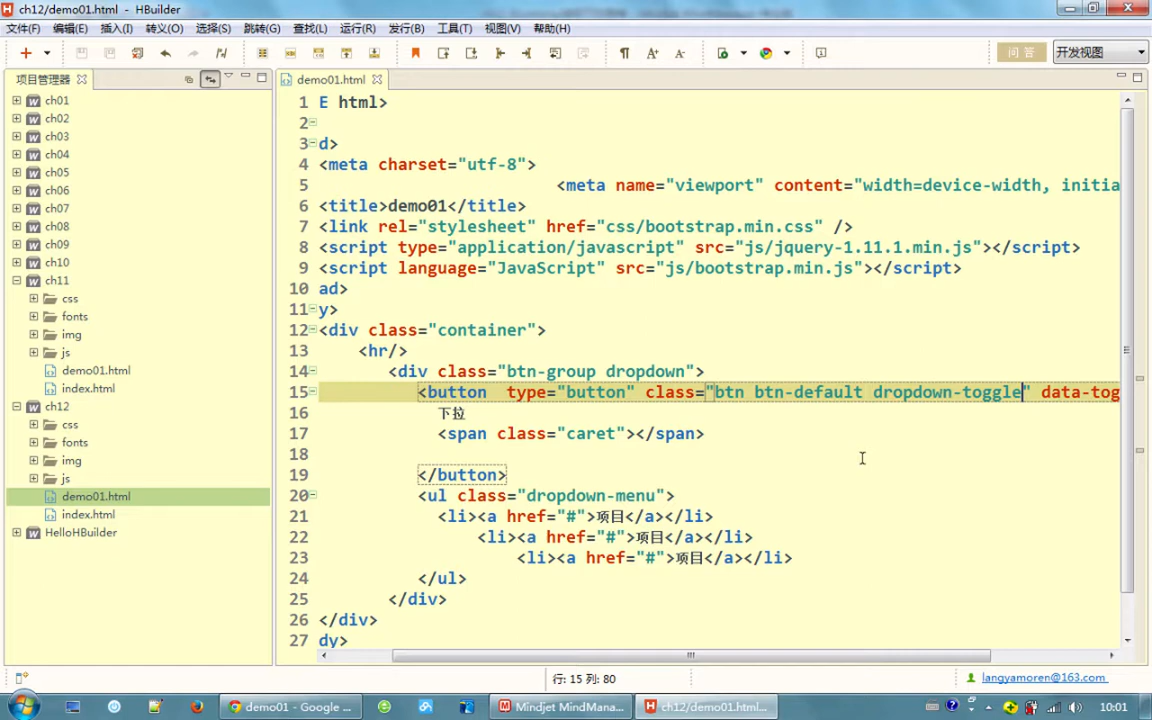 ch12/demo01.html - HBuilder
文件(F) 编辑(E) 插入(I) 转义(O) 选择(S) 跳转(G) 查找(L) 运行(R) 发行(B) 工具(T) 视图(V) 帮助(H)
问 答 开发视图
项目管理器
demo01.html
ch01
ch02
ch03
ch04
ch05
ch06
ch07
ch08
ch09
ch10
ch11
css
fonts
img
js
demo01.html
index.html
ch12
css
fonts
img
js
demo01.html
index.html
HelloHBuilder
1 E html>
2
3 d>
4 <meta charset="utf-8">
5 <meta name="viewport" content="width=device-width, initia
6 <title>demo01</title>
7 <link rel="stylesheet" href="css/bootstrap.min.css" />
8 <script type="application/javascript" src="js/jquery-1.11.1.min.js"></script>
9 <script language="JavaScript" src="js/bootstrap.min.js"></script>
10 ad>
11 y>
12 <div class="container">
13 <hr/>
14 <div class="btn-group dropdown">
15 <button type="button" class="btn btn-default dropdown-toggle" data-tog
16 下拉
17 <span class="caret"></span>
18
19 </button>
20 <ul class="dropdown-menu">
21 <li><a href="#">项目</a></li>
22 <li><a href="#">项目</a></li>
23 <li><a href="#">项目</a></li>
24 </ul>
25 </div>
26 </div>
27 dy>
行: 15 列: 80
langyamoren@163.com
demo01 - Google ...
Mindjet MindMana...
ch12/demo01.html...
10:01